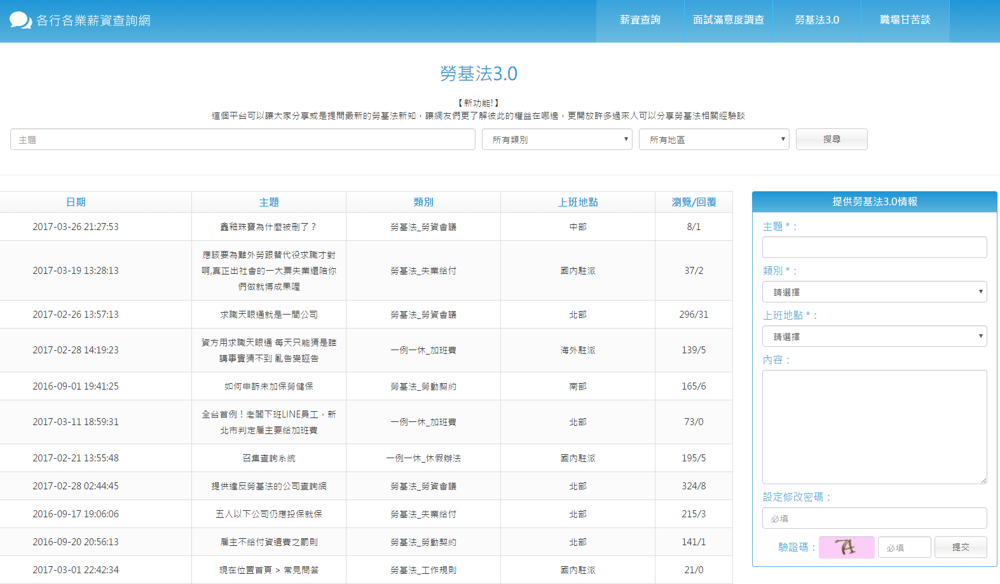 各行各業薪資查詢網
薪資查詢
面試滿意度調查
勞基法3.0
職場甘苦談
勞基法3.0
【新功能!】
這個平台可以讓大家分享或是提問最新的勞基法新知，讓網友們更了解彼此的權益在哪邊，更開放許多過來人可以分享勞基法相關經驗談
主題
所有類別
所有地區
搜尋
日期 主題 類別 上班地點 瀏覽/回覆
2017-03-26 21:27:53 鑫釉珠寶為什麼被刪了？ 勞基法_勞資會議 中部 8/1
應該要為難外勞跟替代役求職才對
2017-03-19 13:28:13 啊,真正出社會的一大票失業還陪你 勞基法_失業給付 國內駐派 37/2
們做就博成果喔
2017-02-26 13:57:13 求職天眼通就是一間公司 勞基法_勞資會議 北部 296/31
資方用求職天眼通 每天只能猜是誰
2017-02-28 14:19:23 一例一休_加班費 海外駐派 139/5
講事實猜不到 亂告變誣告
2016-09-01 19:41:25 如何申訴未加保勞健保 勞基法_勞動契約 南部 165/6
全台首例！老闆下班LINE員工，新
2017-03-11 18:59:31 一例一休_加班費 北部 73/0
北市判定雇主要給加班費
2017-02-21 13:55:48 召集查詢系統 一例一休_休假辦法 國內駐派 195/5
2017-02-28 02:44:45 提供違反勞基法的公司查詢網 勞基法_勞資會議 北部 324/8
2016-09-17 19:06:06 五人以下公司仍應投保就保 勞基法_失業給付 北部 215/3
2016-09-20 20:56:13 雇主不給付資遣費之罰則 勞基法_勞動契約 北部 141/1
2017-03-01 22:42:34 現在位置首頁 > 常見問答 勞基法_工作規則 國內駐派 21/0
提供勞基法3.0情報
主題 *：
類別 *：
請選擇
上班地點 *：
請選擇
內容：
設定修改密碼：
必填
驗證碼： 必填 提交